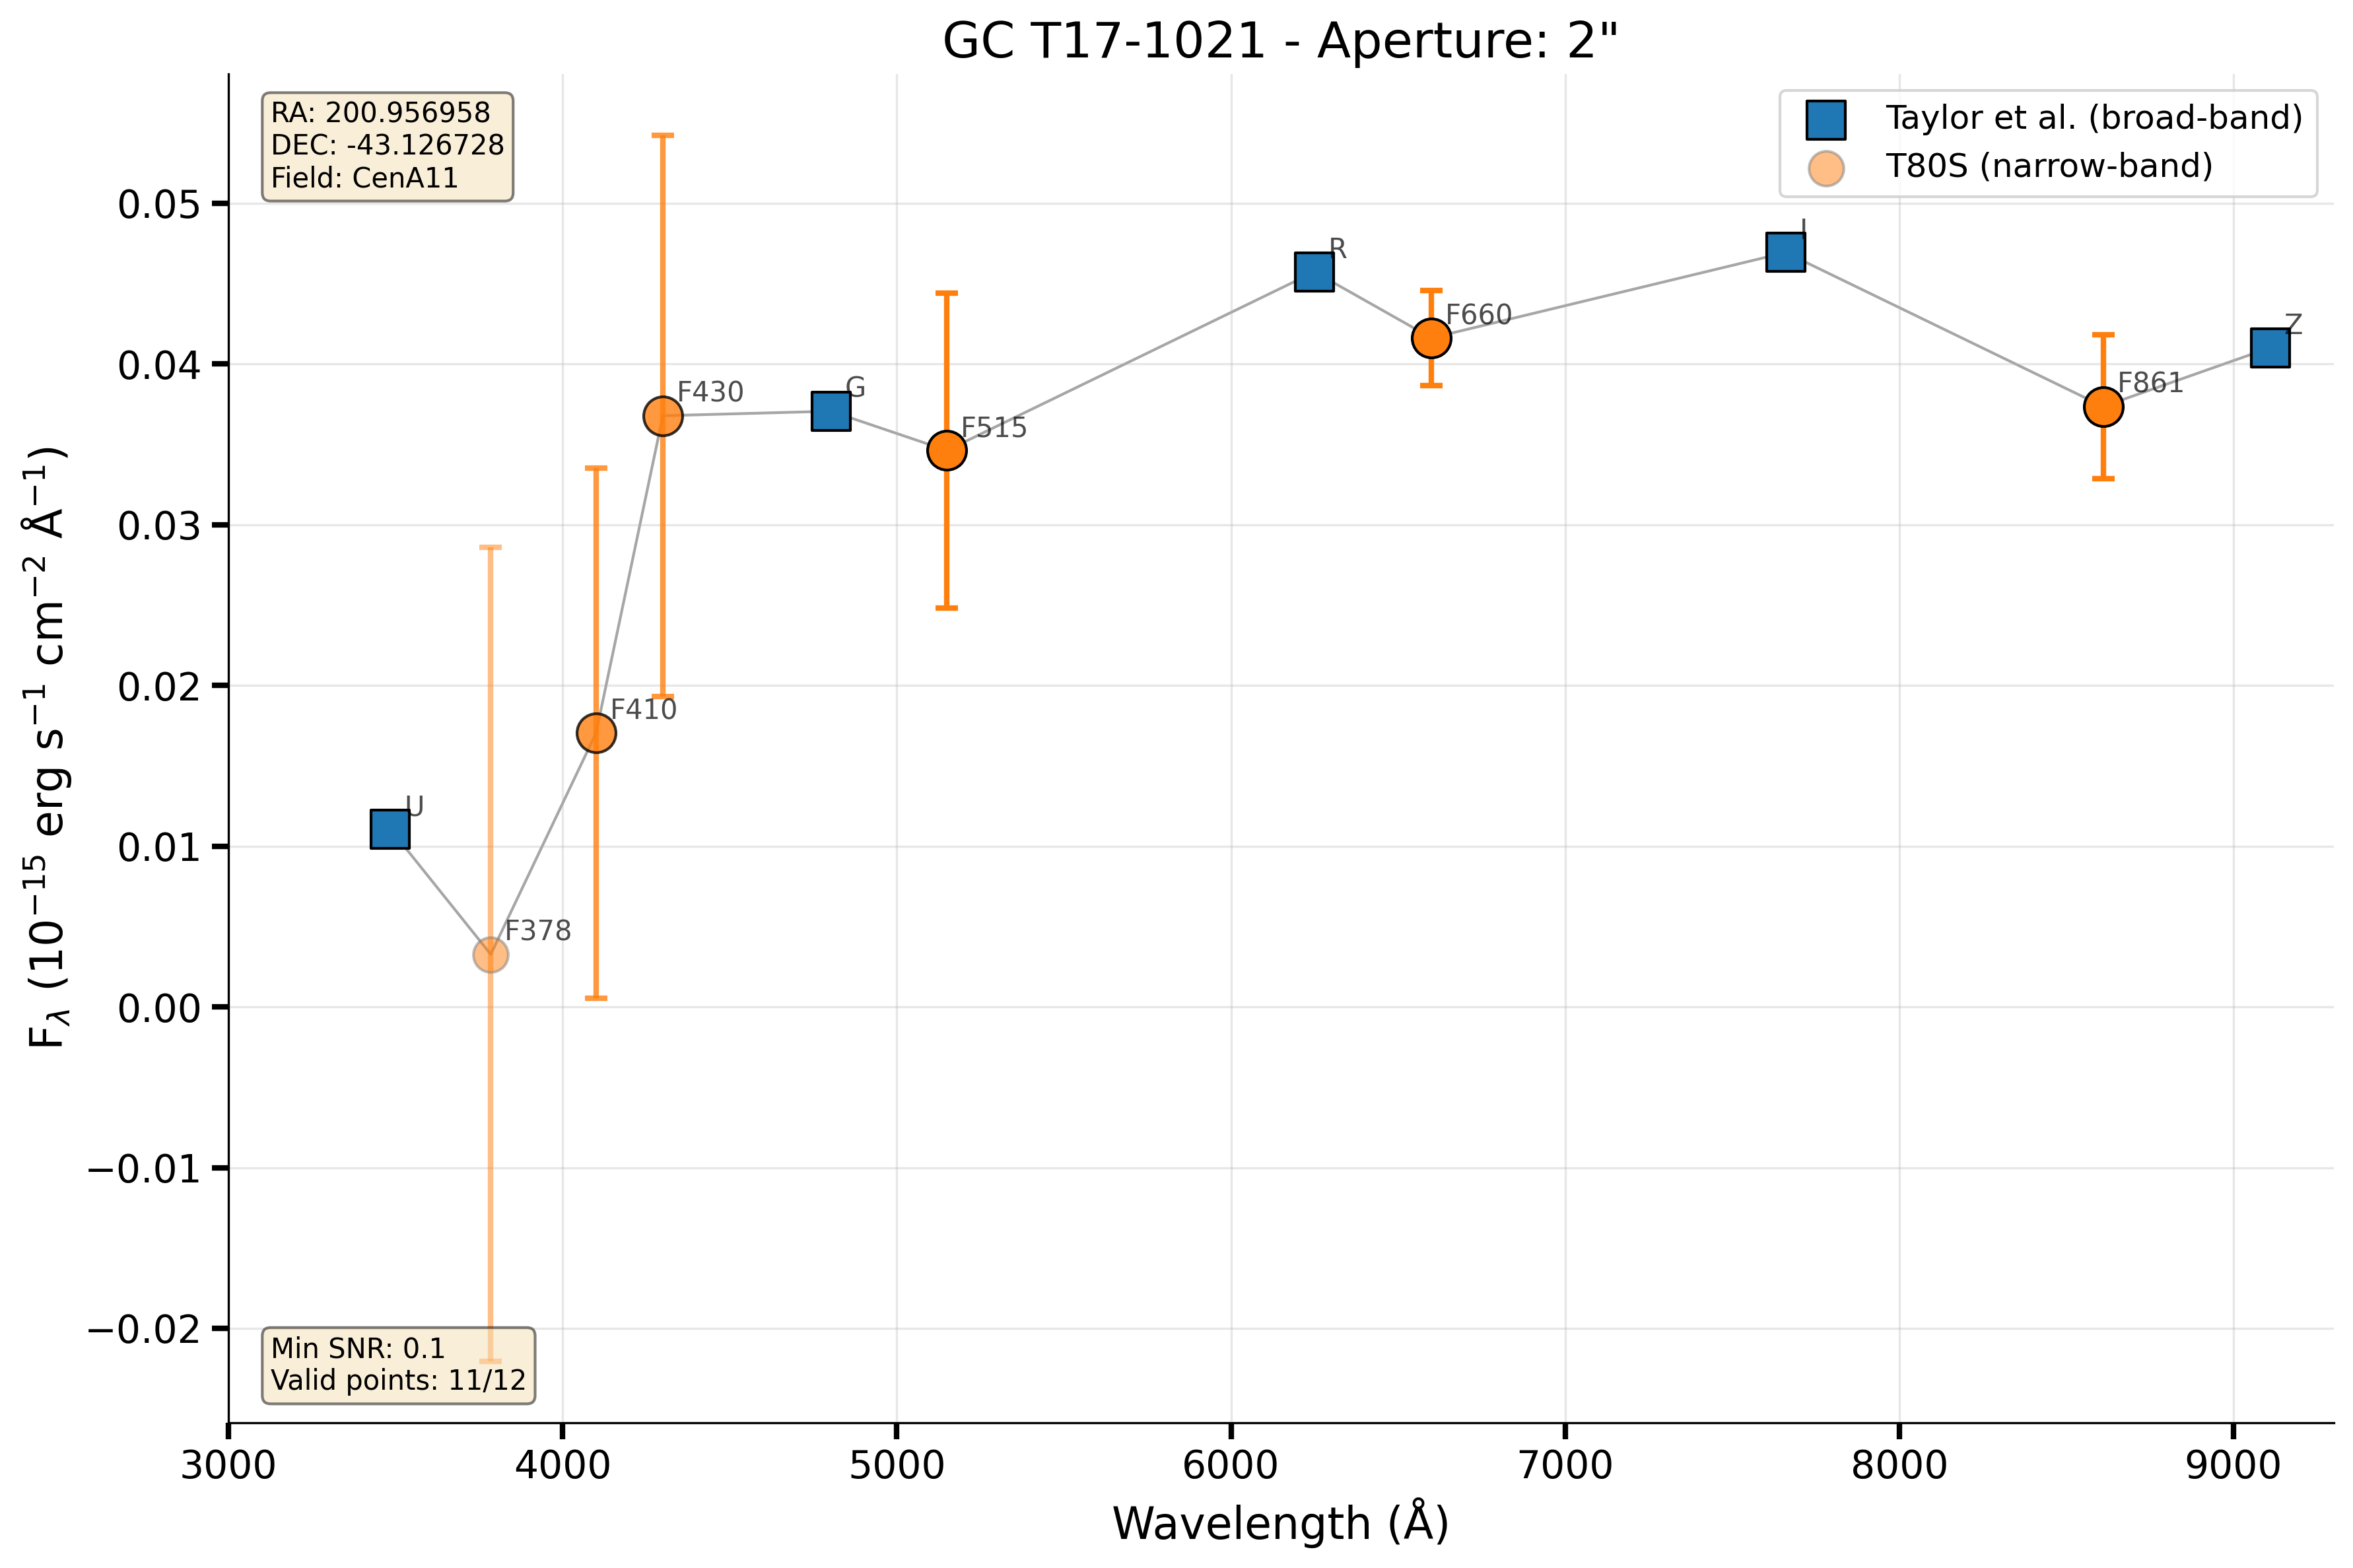 GC T17-1021 - Aperture: 2"
RA: 200.956958
DEC: -43.126728
Field: CenA11
Taylor et al. (broad-band)
T80S (narrow-band)
F_λ (10⁻¹⁵ erg s⁻¹ cm⁻² Å⁻¹)
0.05
0.04
0.03
0.02
0.01
0.00
−0.01
−0.02
U
F378
F410
F430
G
F515
R
F660
I
F861
Z
Min SNR: 0.1
Valid points: 11/12
3000 4000 5000 6000 7000 8000 9000
Wavelength (Å)